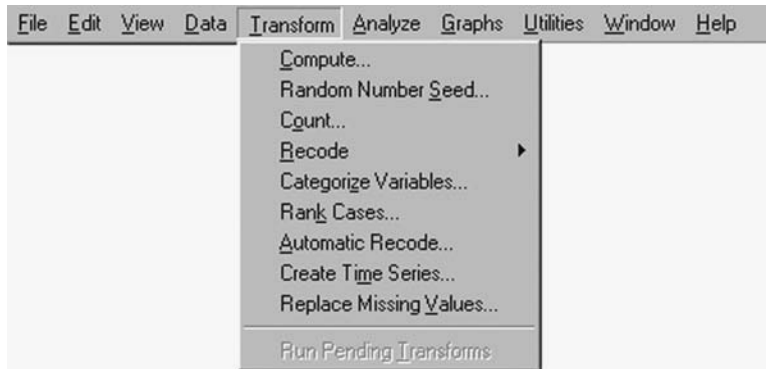 File Edit View Data Transform Analyze Graphs Utilities Window Help
Compute...
Random Number Seed...
Count...
Recode
Categorize Variables...
Rank Cases...
Automatic Recode...
Create Time Series...
Replace Missing Values...
Run Pending Transforms